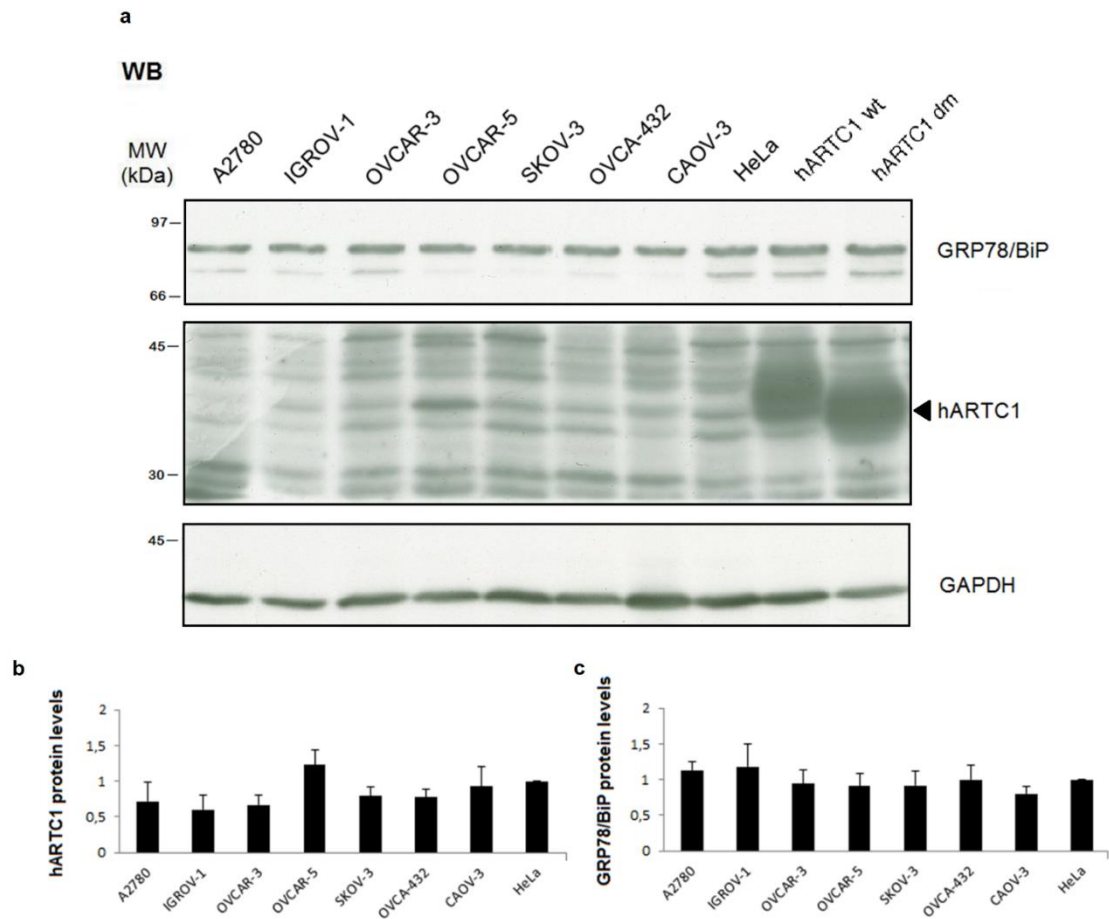 a
WB
MW
(kDa)
A2780
IGROV-1
OVCAR-3
OVCAR-5
SKOV-3
OVCA-432
CAOV-3
HeLa
hARTC1 wt
hARTC1 dm
97
66
GRP78/BiP
45
30
hARTC1
45
GAPDH
b
hARTC1 protein levels
2
1,5
1
0,5
0
A2780
IGROV-1
OVCAR-3
OVCAR-5
SKOV-3
OVCA-432
CAOV-3
HeLa
c
GRP78/BiP protein levels
2
1,5
1
0,5
0
A2780
IGROV-1
OVCAR-3
OVCAR-5
SKOV-3
OVCA-432
CAOV-3
HeLa